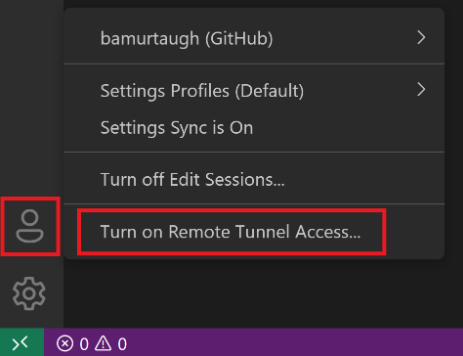 bamurtaugh (GitHub)
Settings Profiles (Default)
Settings Sync is On
Turn off Edit Sessions...
Turn on Remote Tunnel Access...
0 0